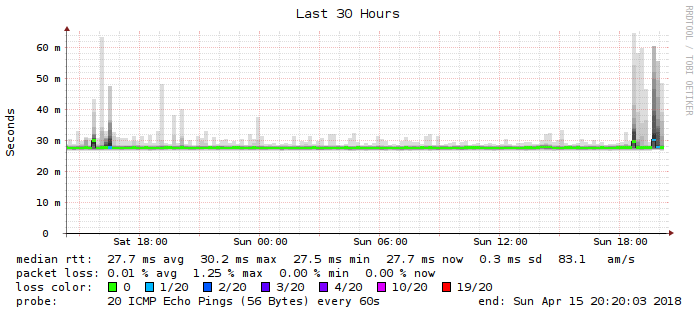 Last 30 Hours
RRDTOOL / TOBI OETIKER
Seconds
60 m
50 m
40 m
30 m
20 m
10 m
0
Sat 18:00 Sun 00:00 Sun 06:00 Sun 12:00 Sun 18:00
median rtt: 27.7 ms avg 30.2 ms max 27.5 ms min 27.7 ms now 0.3 ms sd 83.1 am/s
packet loss: 0.01 % avg 1.25 % max 0.00 % min 0.00 % now
loss color: 0 1/20 2/20 3/20 4/20 10/20 19/20
probe: 20 ICMP Echo Pings (56 Bytes) every 60s end: Sun Apr 15 20:20:03 2018